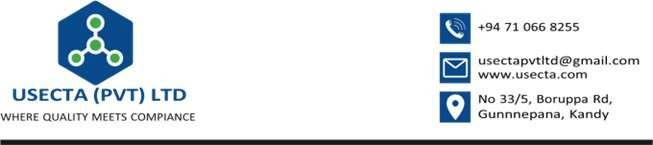 USECTA (PVT) LTD
WHERE QUALITY MEETS COMPIANCE
+94 71 066 8255
usectapvtltd@gmail.com
www.usecta.com
No 33/5, Boruppa Rd,
Gunnnepana, Kandy